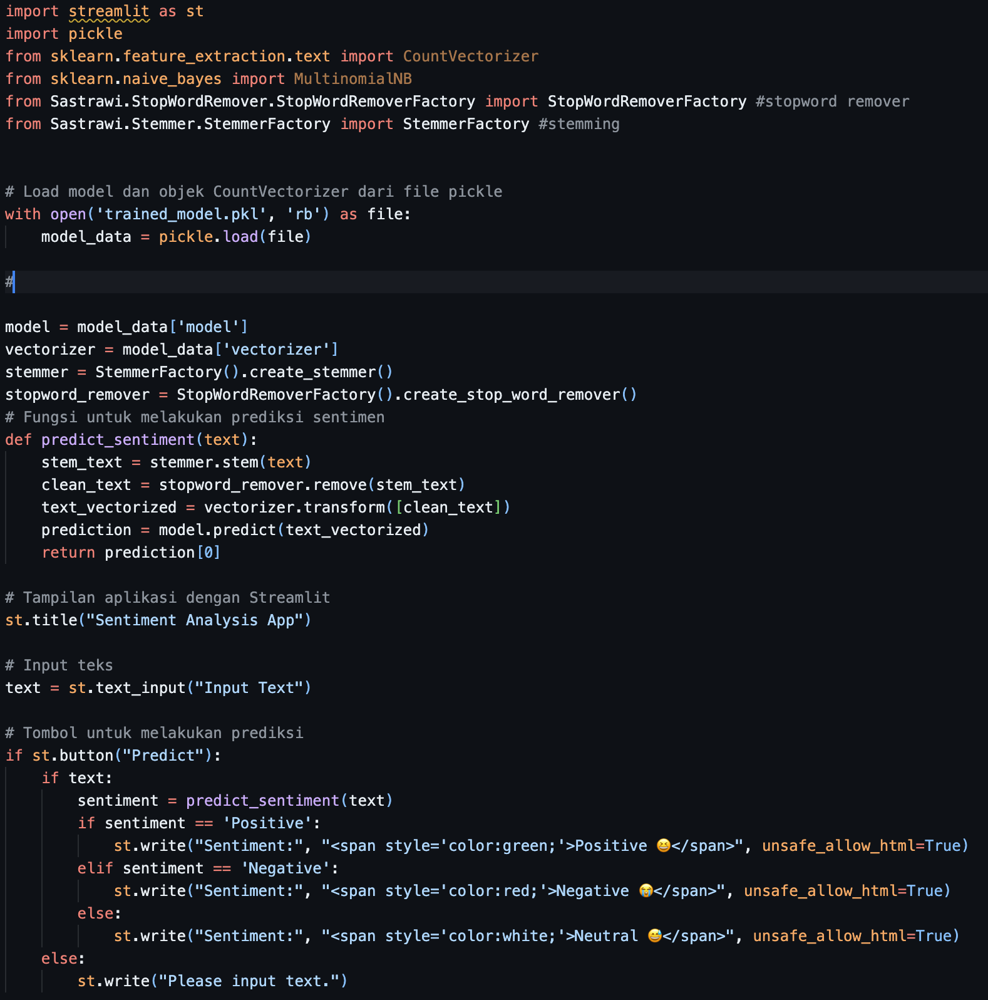 import streamlit as st
import pickle
from sklearn.feature_extraction.text import CountVectorizer
from sklearn.naive_bayes import MultinomialNB
from Sastrawi.StopWordRemover.StopWordRemoverFactory import StopWordRemoverFactory #stopword remover
from Sastrawi.Stemmer.StemmerFactory import StemmerFactory #stemming
# Load model dan objek CountVectorizer dari file pickle
with open('trained_model.pkl', 'rb') as file:
    model_data = pickle.load(file)
#
model = model_data['model']
vectorizer = model_data['vectorizer']
stemmer = StemmerFactory().create_stemmer()
stopword_remover = StopWordRemoverFactory().create_stop_word_remover()
# Fungsi untuk melakukan prediksi sentimen
def predict_sentiment(text):
    stem_text = stemmer.stem(text)
    clean_text = stopword_remover.remove(stem_text)
    text_vectorized = vectorizer.transform([clean_text])
    prediction = model.predict(text_vectorized)
    return prediction[0]
# Tampilan aplikasi dengan Streamlit
st.title("Sentiment Analysis App")
# Input teks
text = st.text_input("Input Text")
# Tombol untuk melakukan prediksi
if st.button("Predict"):
    if text:
        sentiment = predict_sentiment(text)
        if sentiment == 'Positive':
            st.write("Sentiment:", "<span style='color:green;'>Positive 😆</span>", unsafe_allow_html=True)
        elif sentiment == 'Negative':
            st.write("Sentiment:", "<span style='color:red;'>Negative 😭</span>", unsafe_allow_html=True)
        else:
            st.write("Sentiment:", "<span style='color:white;'>Neutral 😅</span>", unsafe_allow_html=True)
    else:
        st.write("Please input text.")